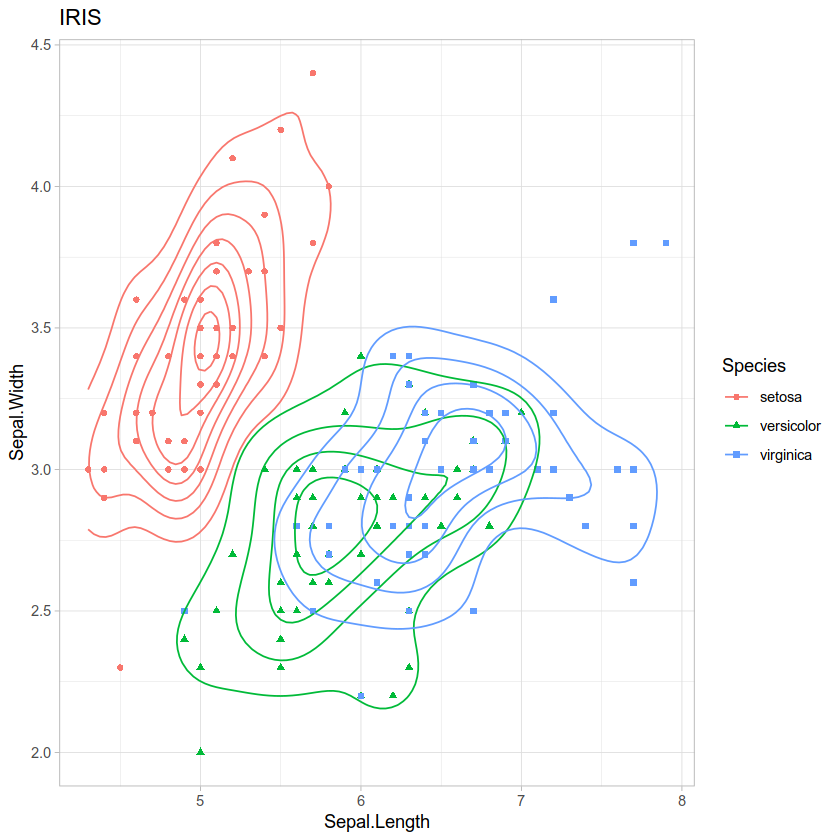 IRIS
4.5
4.0
3.5
3.0
2.5
2.0
Sepal.Width
5 6 7 8
Sepal.Length
Species
setosa
versicolor
virginica